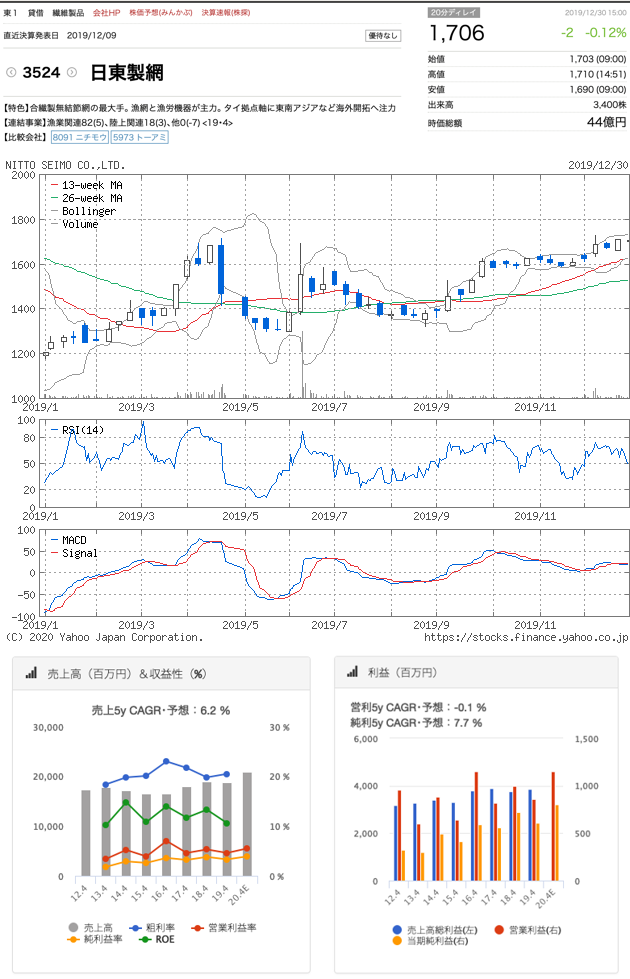 東1 貸借 繊維製品 会社HP 株価予想(みんかぶ) 決算速報(株探)
直近決算発表日 2019/12/09 優待なし
3524 日東製網
【特色】合繊製無結節網の最大手。漁網と漁労機器が主力。タイ拠点軸に東南アジアなど海外開拓へ注力
【連結事業】漁業関連82(5)、陸上関連18(3)、他0(-7) <19・4>
【比較会社】 8091 ニチモウ 5973 トーアミ
20分ディレイ 2019/12/30 15:00
1,706 -2 -0.12%
始値 1,703 (09:00)
高値 1,710 (14:51)
安値 1,690 (09:00)
出来高 3,400株
時価総額 44億円
NITTO SEIMO CO.,LTD. 2019/12/30
2000
1800
1600
1400
1200
1000
13-week MA
26-week MA
Bollinger
Volume
2019/1 2019/3 2019/5 2019/7 2019/9 2019/11
100
80
50
20
0
RSI(14)
2019/1 2019/3 2019/5 2019/7 2019/9 2019/11
100
50
0
-50
-100
MACD
Signal
2019/1 2019/3 2019/5 2019/7 2019/9 2019/11
(C) 2020 Yahoo Japan Corporation. https://stocks.finance.yahoo.co.jp
売上高（百万円）＆収益性（%）
売上5y CAGR・予想：6.2 %
30,000 30 %
20,000 20 %
10,000 10 %
0 0 %
12.4 13.4 14.4 15.4 16.4 17.4 18.4 19.4 20.4E
売上高 粗利率 営業利益率
純利益率 ROE
利益（百万円）
営利5y CAGR・予想：-0.1 %
純利5y CAGR・予想：7.7 %
6,000 1,500
4,000 1,000
2,000 500
0 0
12.4 13.4 14.4 15.4 16.4 17.4 18.4 19.4 20.4E
売上高総利益(左) 営業利益(右)
当期純利益(右)